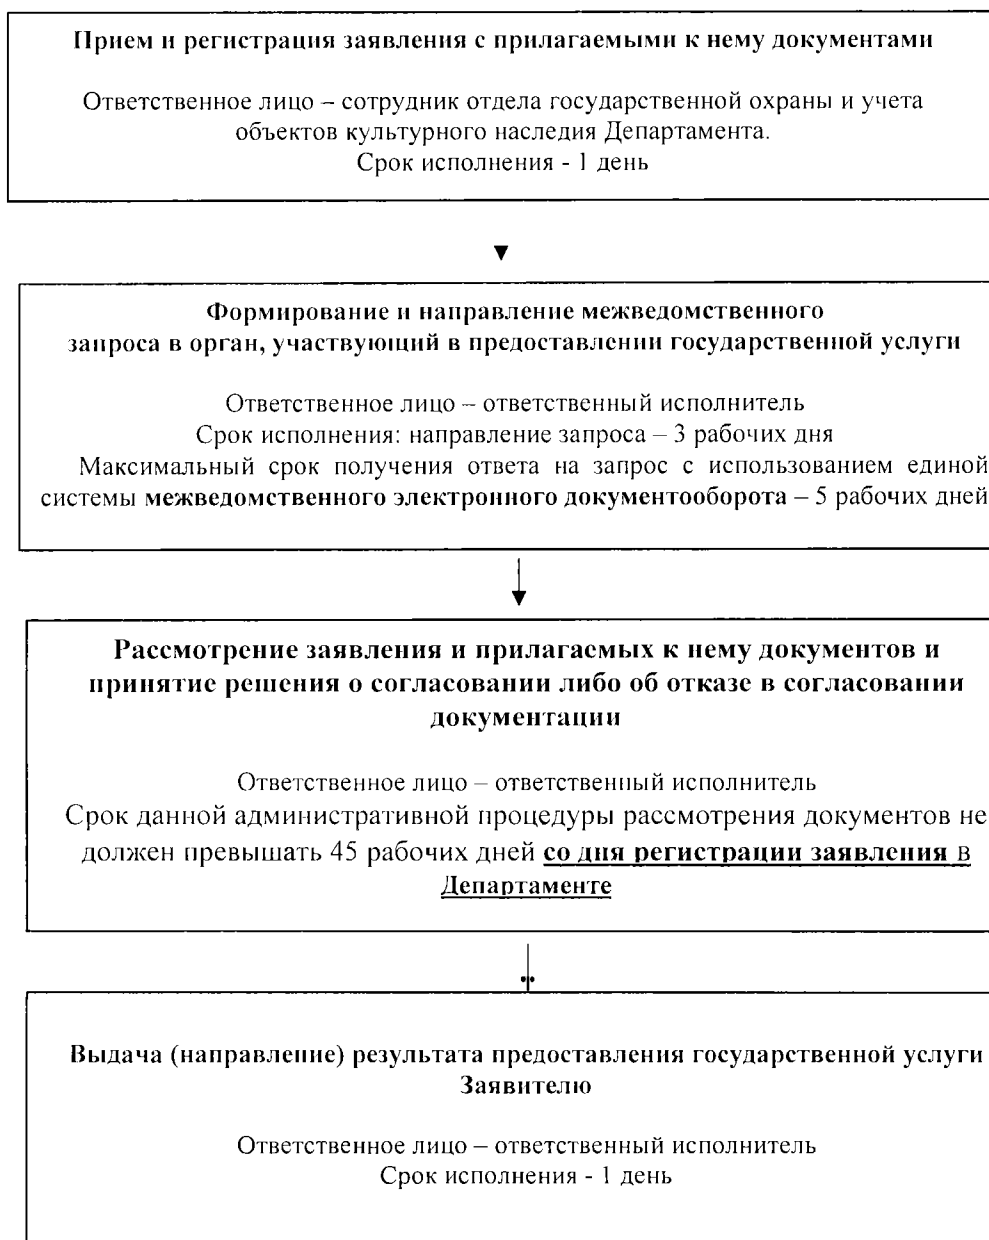 Прием и регистрация заявления с прилагаемыми к нему документами
Ответственное лицо – сотрудник отдела государственной охраны и учета
объектов культурного наследия Департамента.
Срок исполнения - 1 день
Формирование и направление межведомственного
запроса в орган, участвующий в предоставлении государственной услуги
Ответственное лицо – ответственный исполнитель
Срок исполнения: направление запроса – 3 рабочих дня
Максимальный срок получения ответа на запрос с использованием единой
системы межведомственного электронного документооборота – 5 рабочих дней
Рассмотрение заявления и прилагаемых к нему документов и
принятие решения о согласовании либо об отказе в согласовании
документации
Ответственное лицо – ответственный исполнитель
Срок данной административной процедуры рассмотрения документов не
должен превышать 45 рабочих дней со дня регистрации заявления в
Департаменте
Выдача (направление) результата предоставления государственной услуги
Заявителю
Ответственное лицо – ответственный исполнитель
Срок исполнения - 1 день